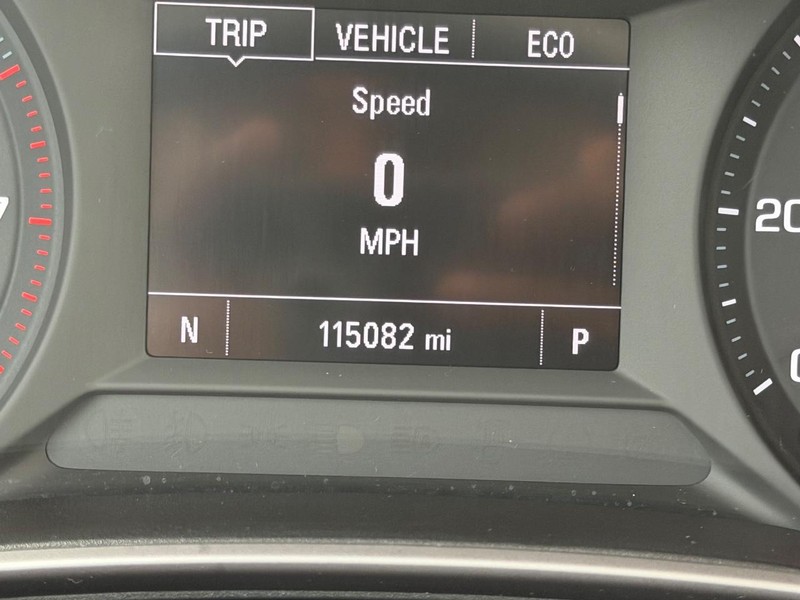 TRIP VEHICLE ECO
Speed
0
MPH
N 115082 mi P
20